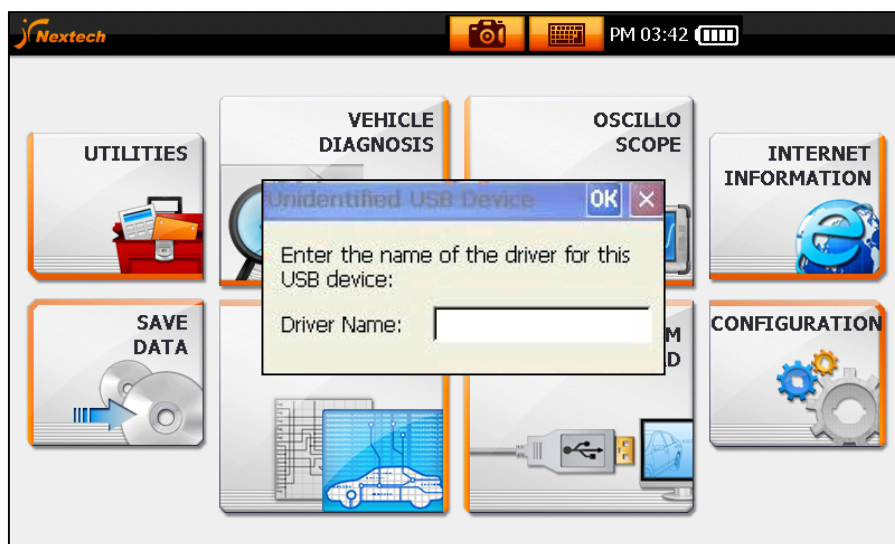 Nextech
PM 03:42
UTILITIES
VEHICLE
DIAGNOSIS
OSCILLO
SCOPE
INTERNET
INFORMATION
Unidentified USB Device
OK
Enter the name of the driver for this
USB device:
Driver Name:
SAVE
DATA
M
D
CONFIGURATION